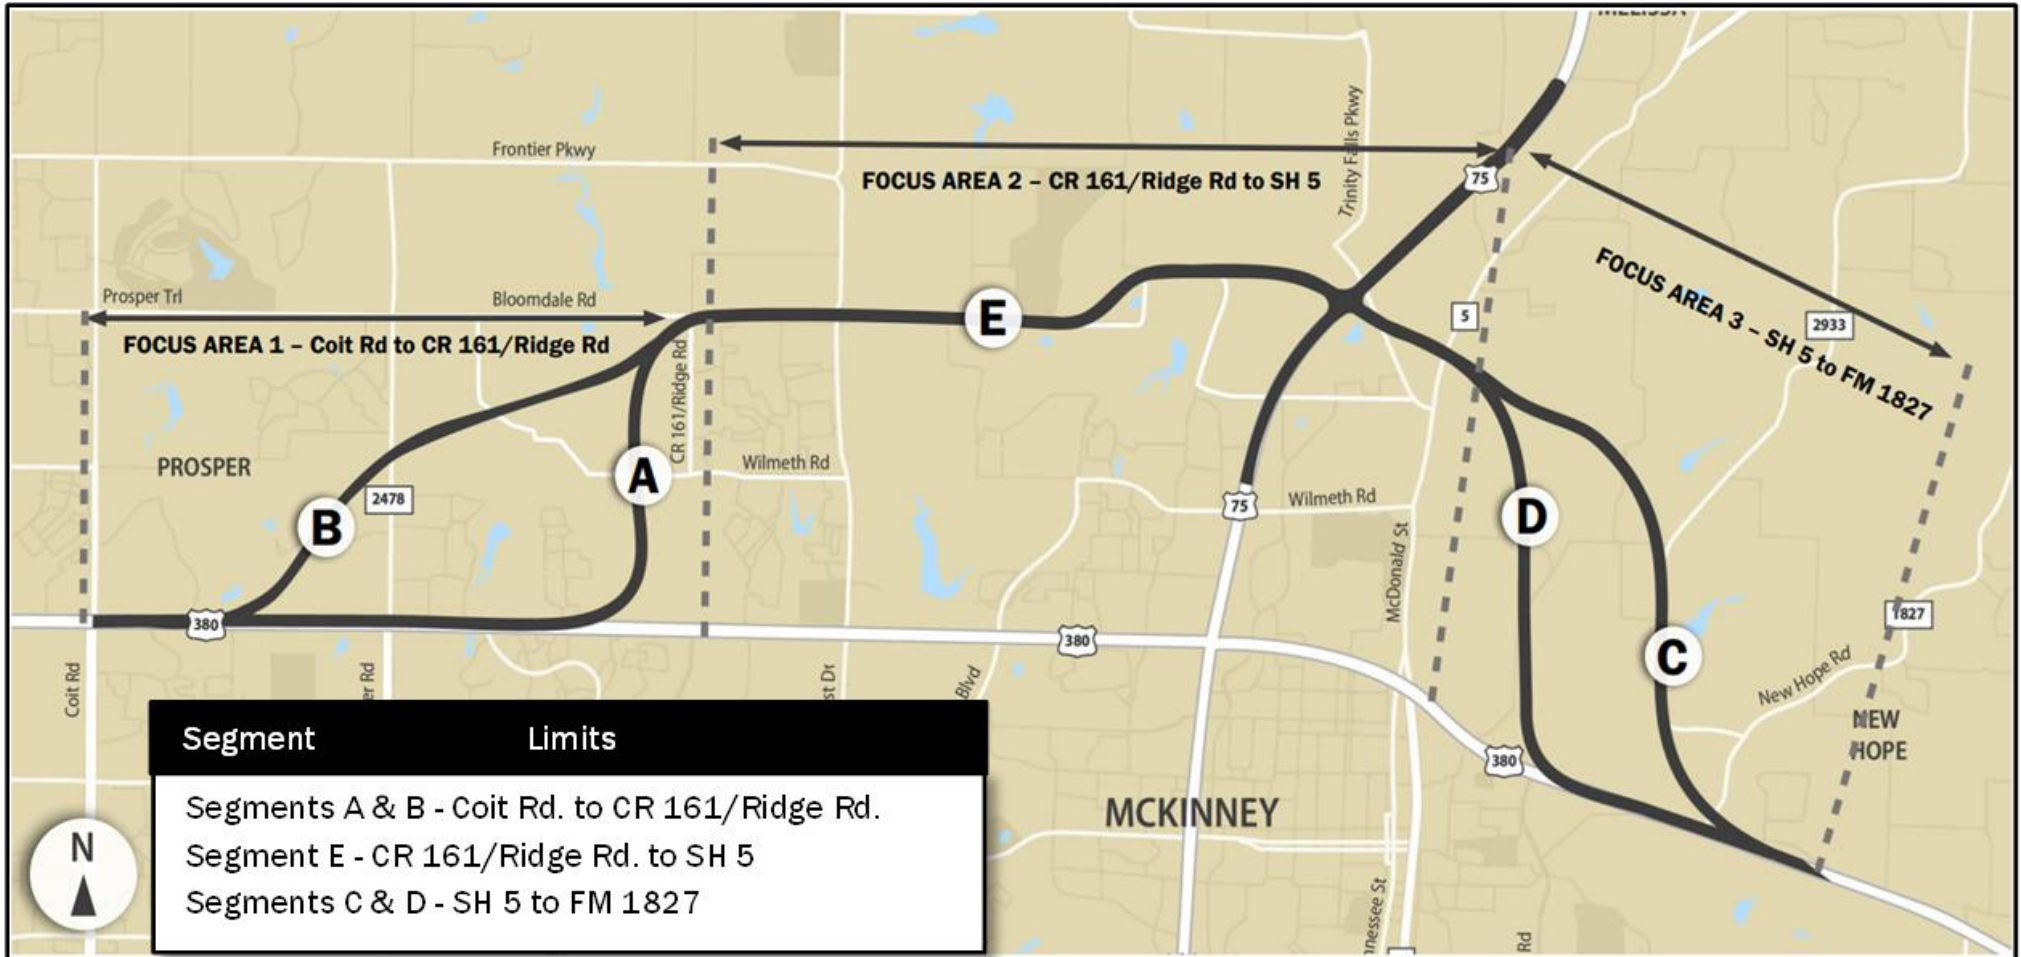 Frontier Pkwy
FOCUS AREA 2 – CR 161/Ridge Rd to SH 5
Trinity Falls Pkwy
75
FOCUS AREA 3 – SH 5 to FM 1827
2933
5
Prosper Trl
Bloomdale Rd
FOCUS AREA 1 – Coit Rd to CR 161/Ridge Rd
E
CR 161/Ridge Rd
PROSPER
2478
B
A
Wilmeth Rd
75
Wilmeth Rd
D
McDonald St
380
380
C
1827
New Hope Rd
NEW
HOPE
Coit Rd
Blvd
380
MCKINNEY
Rd
Segment Limits
Segments A & B - Coit Rd. to CR 161/Ridge Rd.
Segment E - CR 161/Ridge Rd. to SH 5
Segments C & D - SH 5 to FM 1827
N